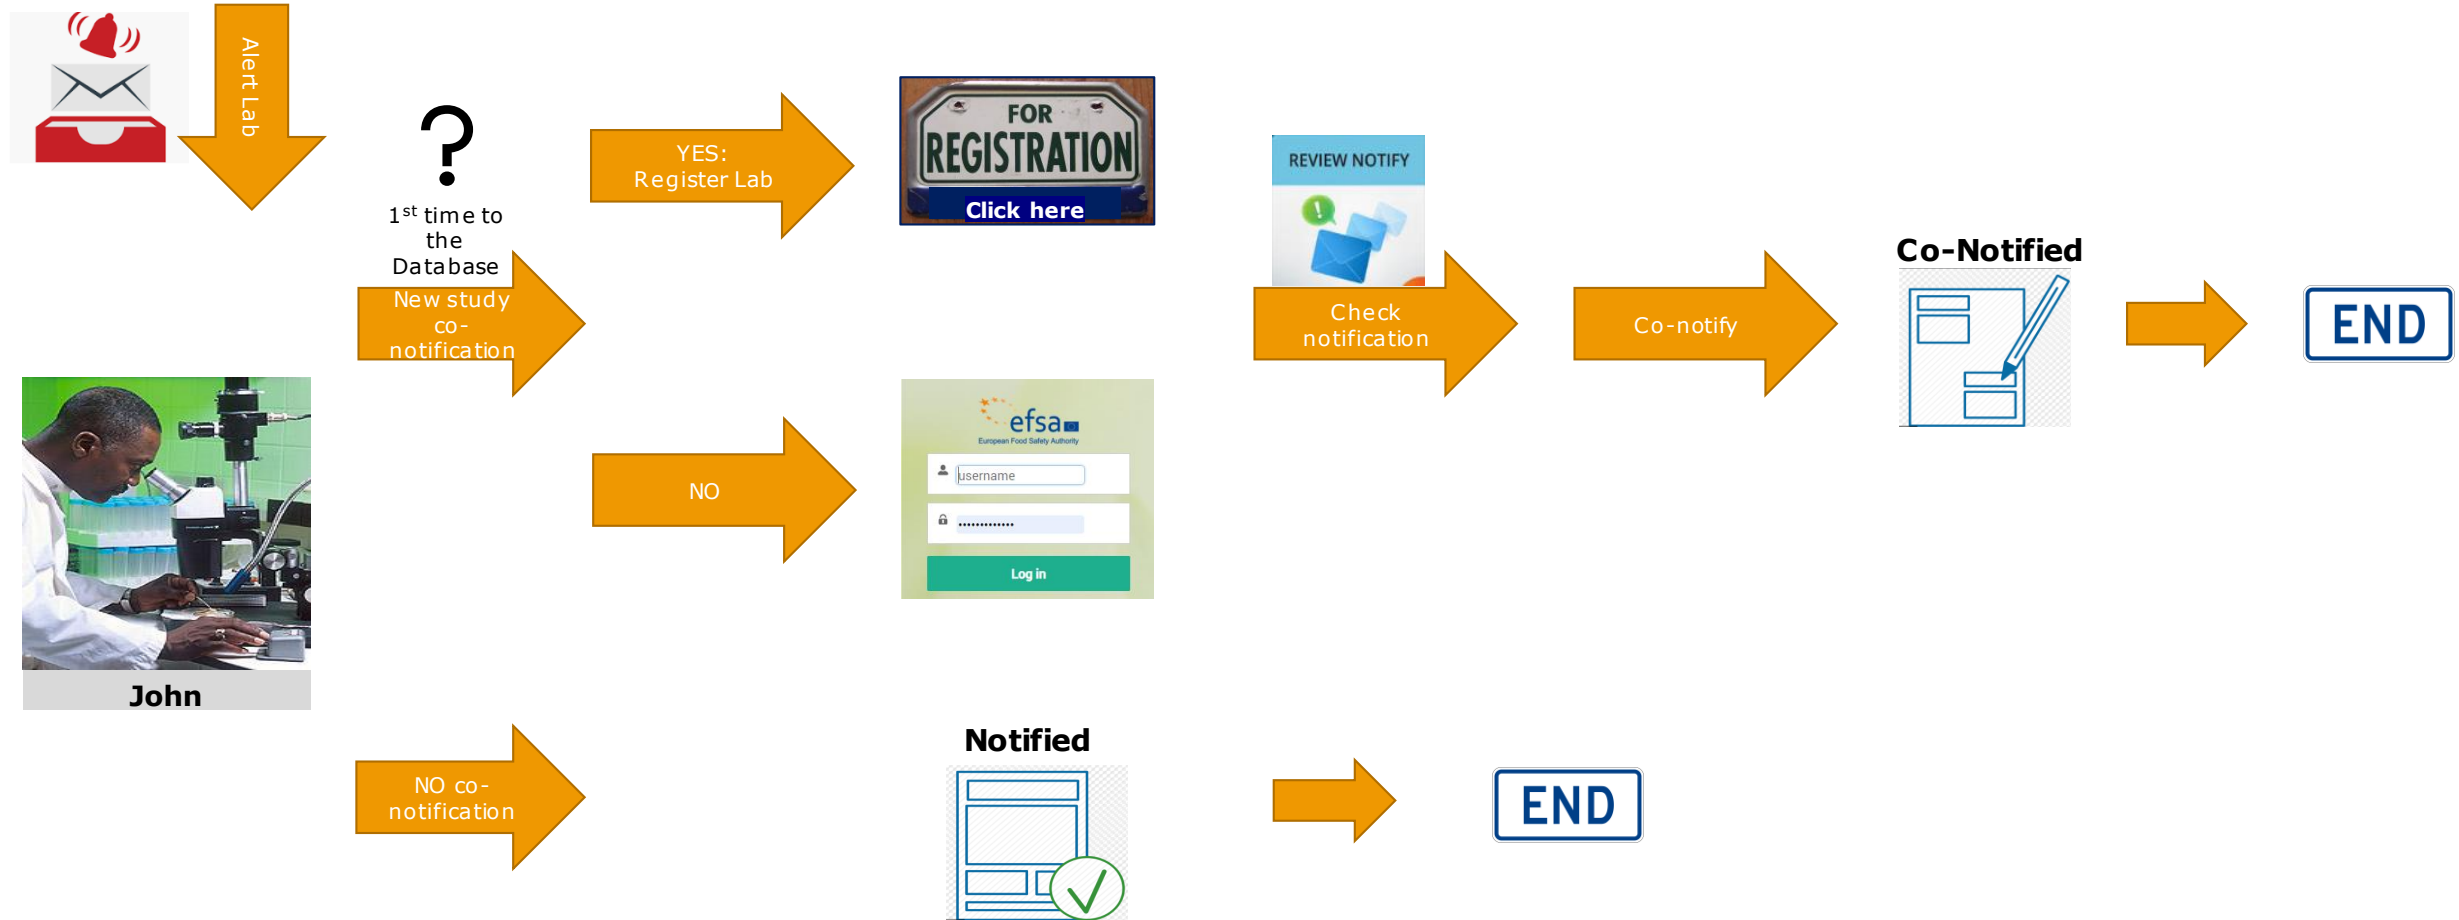 Alert Lab
?
1st time to
the
Database
New study
co-
notification
YES:
Register Lab
FOR
REGISTRATION
Click here
REVIEW NOTIFY
!
Check
notification
Co-notify
Co-Notified
END
NO
efsa
European Food Safety Authority
username
•••••••••••••
Log in
John
NO co-
notification
Notified
END